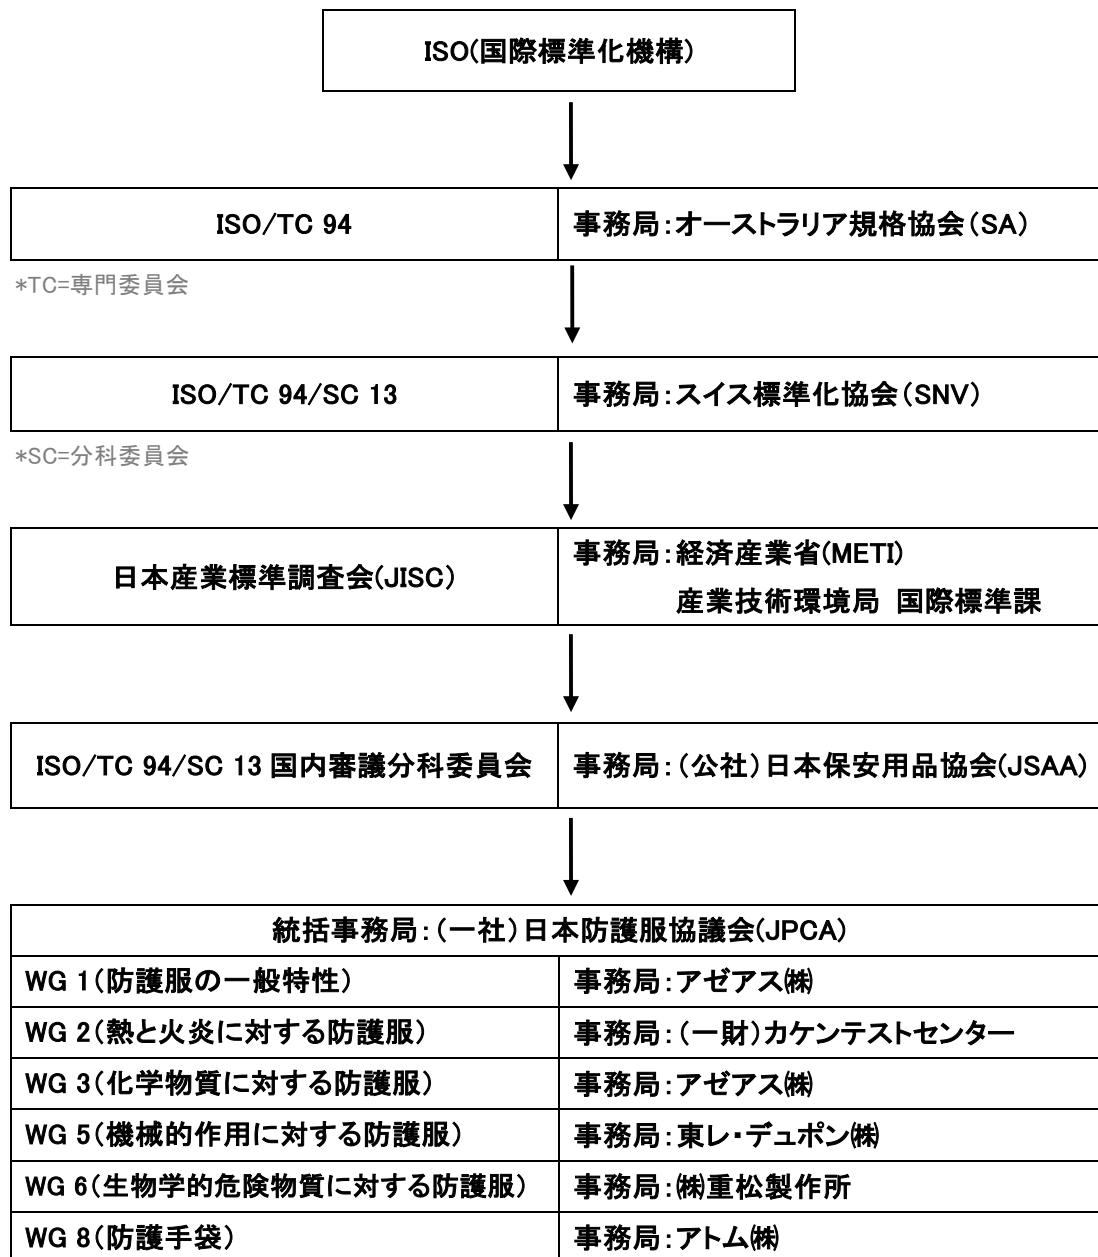 ISO(国際標準化機構)
ISO/TC 94
事務局：オーストラリア規格協会（SA）
*TC=専門委員会
ISO/TC 94/SC 13
事務局：スイス標準化協会（SNV）
*SC=分科委員会
日本産業標準調査会(JISC)
事務局：経済産業省(METI)
産業技術環境局 国際標準課
ISO/TC 94/SC 13 国内審議分科委員会
事務局：（公社）日本保安用品協会(JSAA)
統括事務局：（一社）日本防護服協議会(JPCA)
WG 1（防護服の一般特性）
事務局：アゼアス㈱
WG 2（熱と火炎に対する防護服）
事務局：（一財）カケンテストセンター
WG 3（化学物質に対する防護服）
事務局：アゼアス㈱
WG 5（機械的作用に対する防護服）
事務局：東レ・デュポン㈱
WG 6（生物学的危険物質に対する防護服）
事務局：㈱重松製作所
WG 8（防護手袋）
事務局：アトム㈱